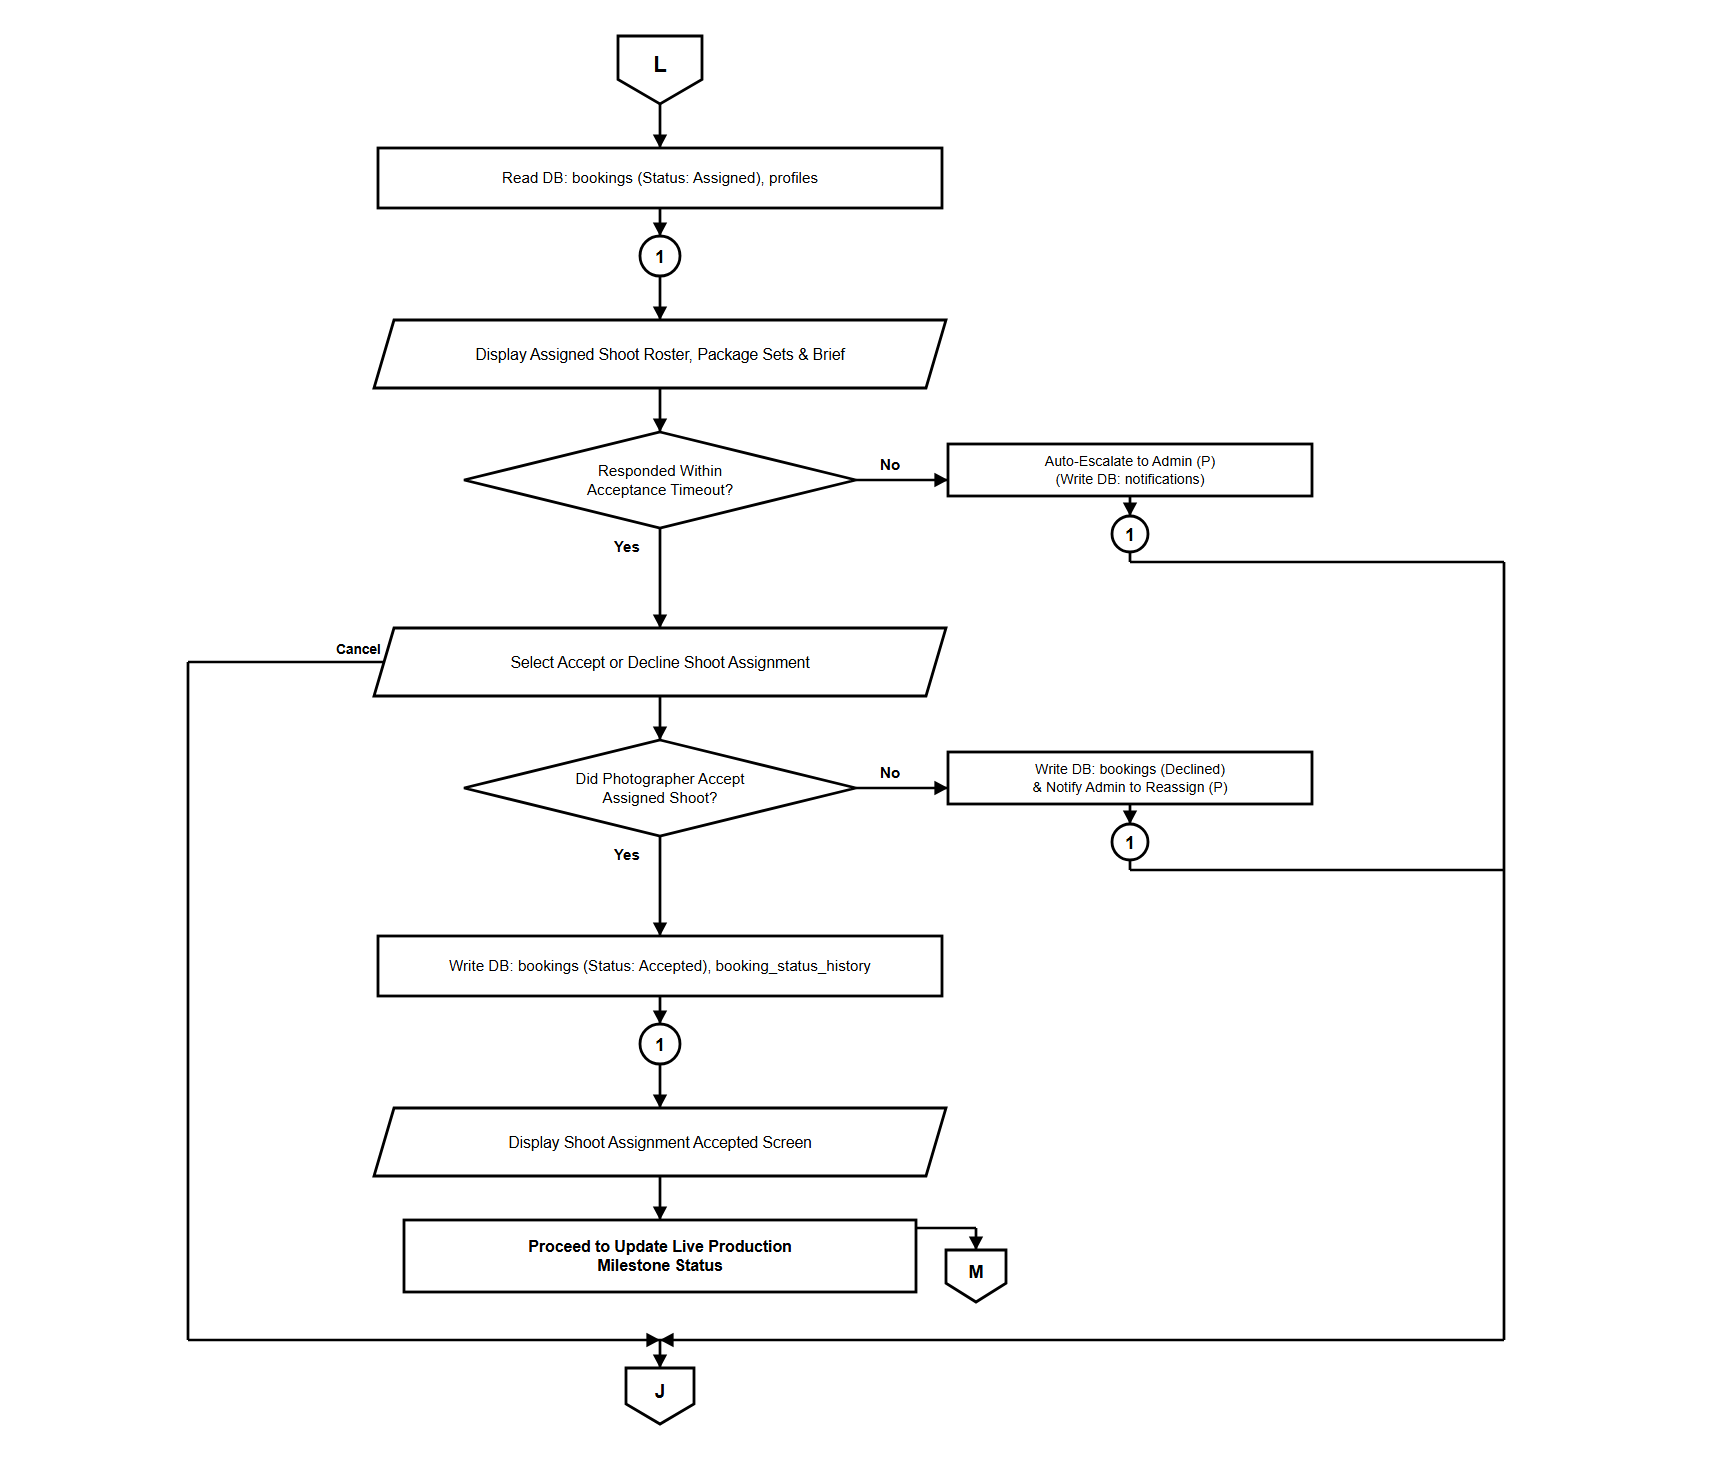 L
Read DB: bookings (Status: Assigned), profiles
1
Display Assigned Shoot Roster, Package Sets & Brief
Responded Within
Acceptance Timeout?
No
Auto-Escalate to Admin (P)
(Write DB: notifications)
1
Yes
Cancel
Select Accept or Decline Shoot Assignment
Did Photographer Accept
Assigned Shoot?
No
Write DB: bookings (Declined)
& Notify Admin to Reassign (P)
1
Yes
Write DB: bookings (Status: Accepted), booking_status_history
1
Display Shoot Assignment Accepted Screen
Proceed to Update Live Production
Milestone Status
M
J